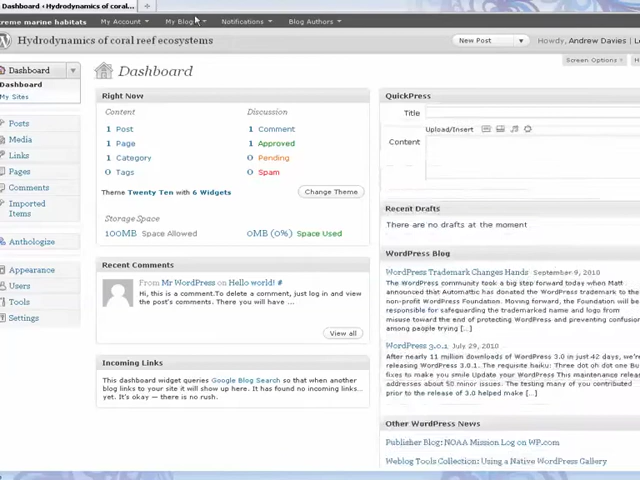 Dashboard ‹ Hydrodynamics of coral...
treme marine habitats My Account My Blog Notifications Blog Authors
Hydrodynamics of coral reef ecosystems New Post Howdy, Andrew Davies |
Screen Options
Dashboard
Dashboard
Dashboard
My Sites
Posts
Media
Links
Pages
Comments
Imported
Items
Anthologize
Appearance
Users
Tools
Settings
Right Now
Content Discussion
1 Post 1 Comment
1 Page 1 Approved
1 Category 0 Pending
0 Tags 0 Spam
Theme Twenty Ten with 6 Widgets Change Theme
Storage Space
100MB Space Allowed 0MB (0%) Space Used
Recent Comments
From Mr WordPress on Hello world! #
Hi, this is a comment.To delete a comment, just log in and view
the post's comments. There you will have ...
View all
Incoming Links
This dashboard widget queries Google Blog Search so that when another
blog links to your site it will show up here. It has found no incoming links…
yet. It's okay — there is no rush.
QuickPress
Title
Upload/Insert
Content
Recent Drafts
There are no drafts at the moment
WordPress Blog
WordPress Trademark Changes Hands September 9, 2010
The WordPress community took a big step forward today when Matt
announced that Automattic has donated the WordPress trademark to the
non-profit WordPress Foundation. Moving forward, the Foundation will be
responsible for safeguarding the trademarked name and logo from
misuse toward the end of protecting WordPress and preventing confusion
among people trying [...]
WordPress 3.0.1 July 29, 2010
After nearly 11 million downloads of WordPress 3.0 in just 42 days, we're
releasing WordPress 3.0.1. The requisite haiku: Three dot oh dot one Bug
fixes to make you smile Update your WordPress This maintenance release
addresses about 50 minor issues. The testing many of you contributed
prior to the release of 3.0 helped make [...]
Other WordPress News
Publisher Blog: NOAA Mission Log on WP.com
Weblog Tools Collection: Using a Native WordPress Gallery